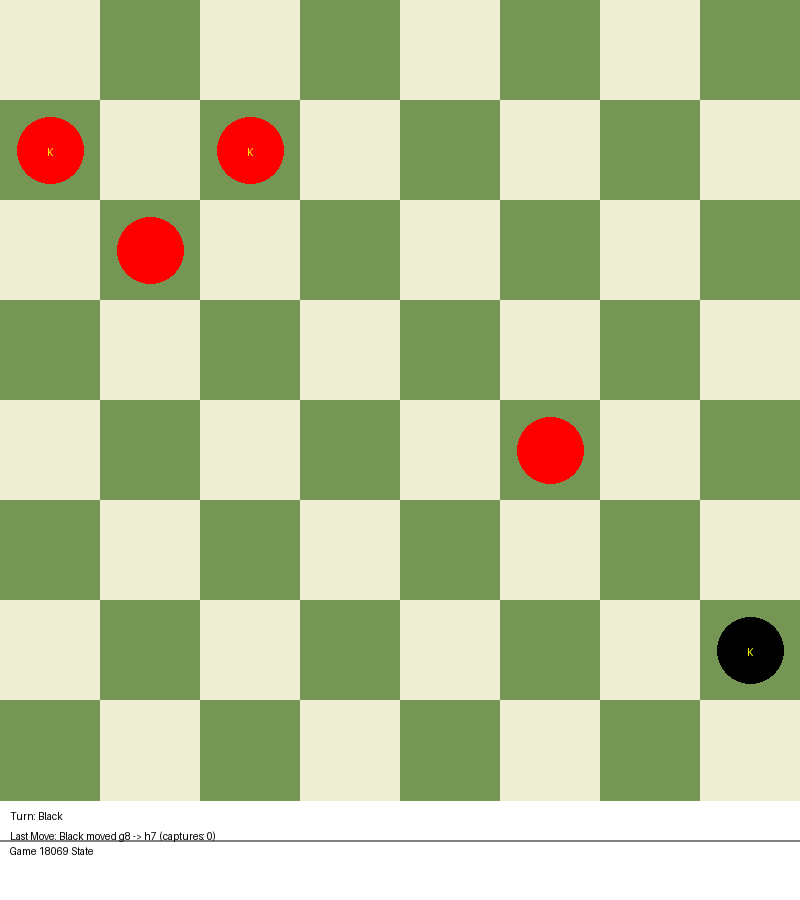 K K
K
Turn: Black
Last Move: Black moved g8 -> h7 (captures: 0)
Game 18069 State